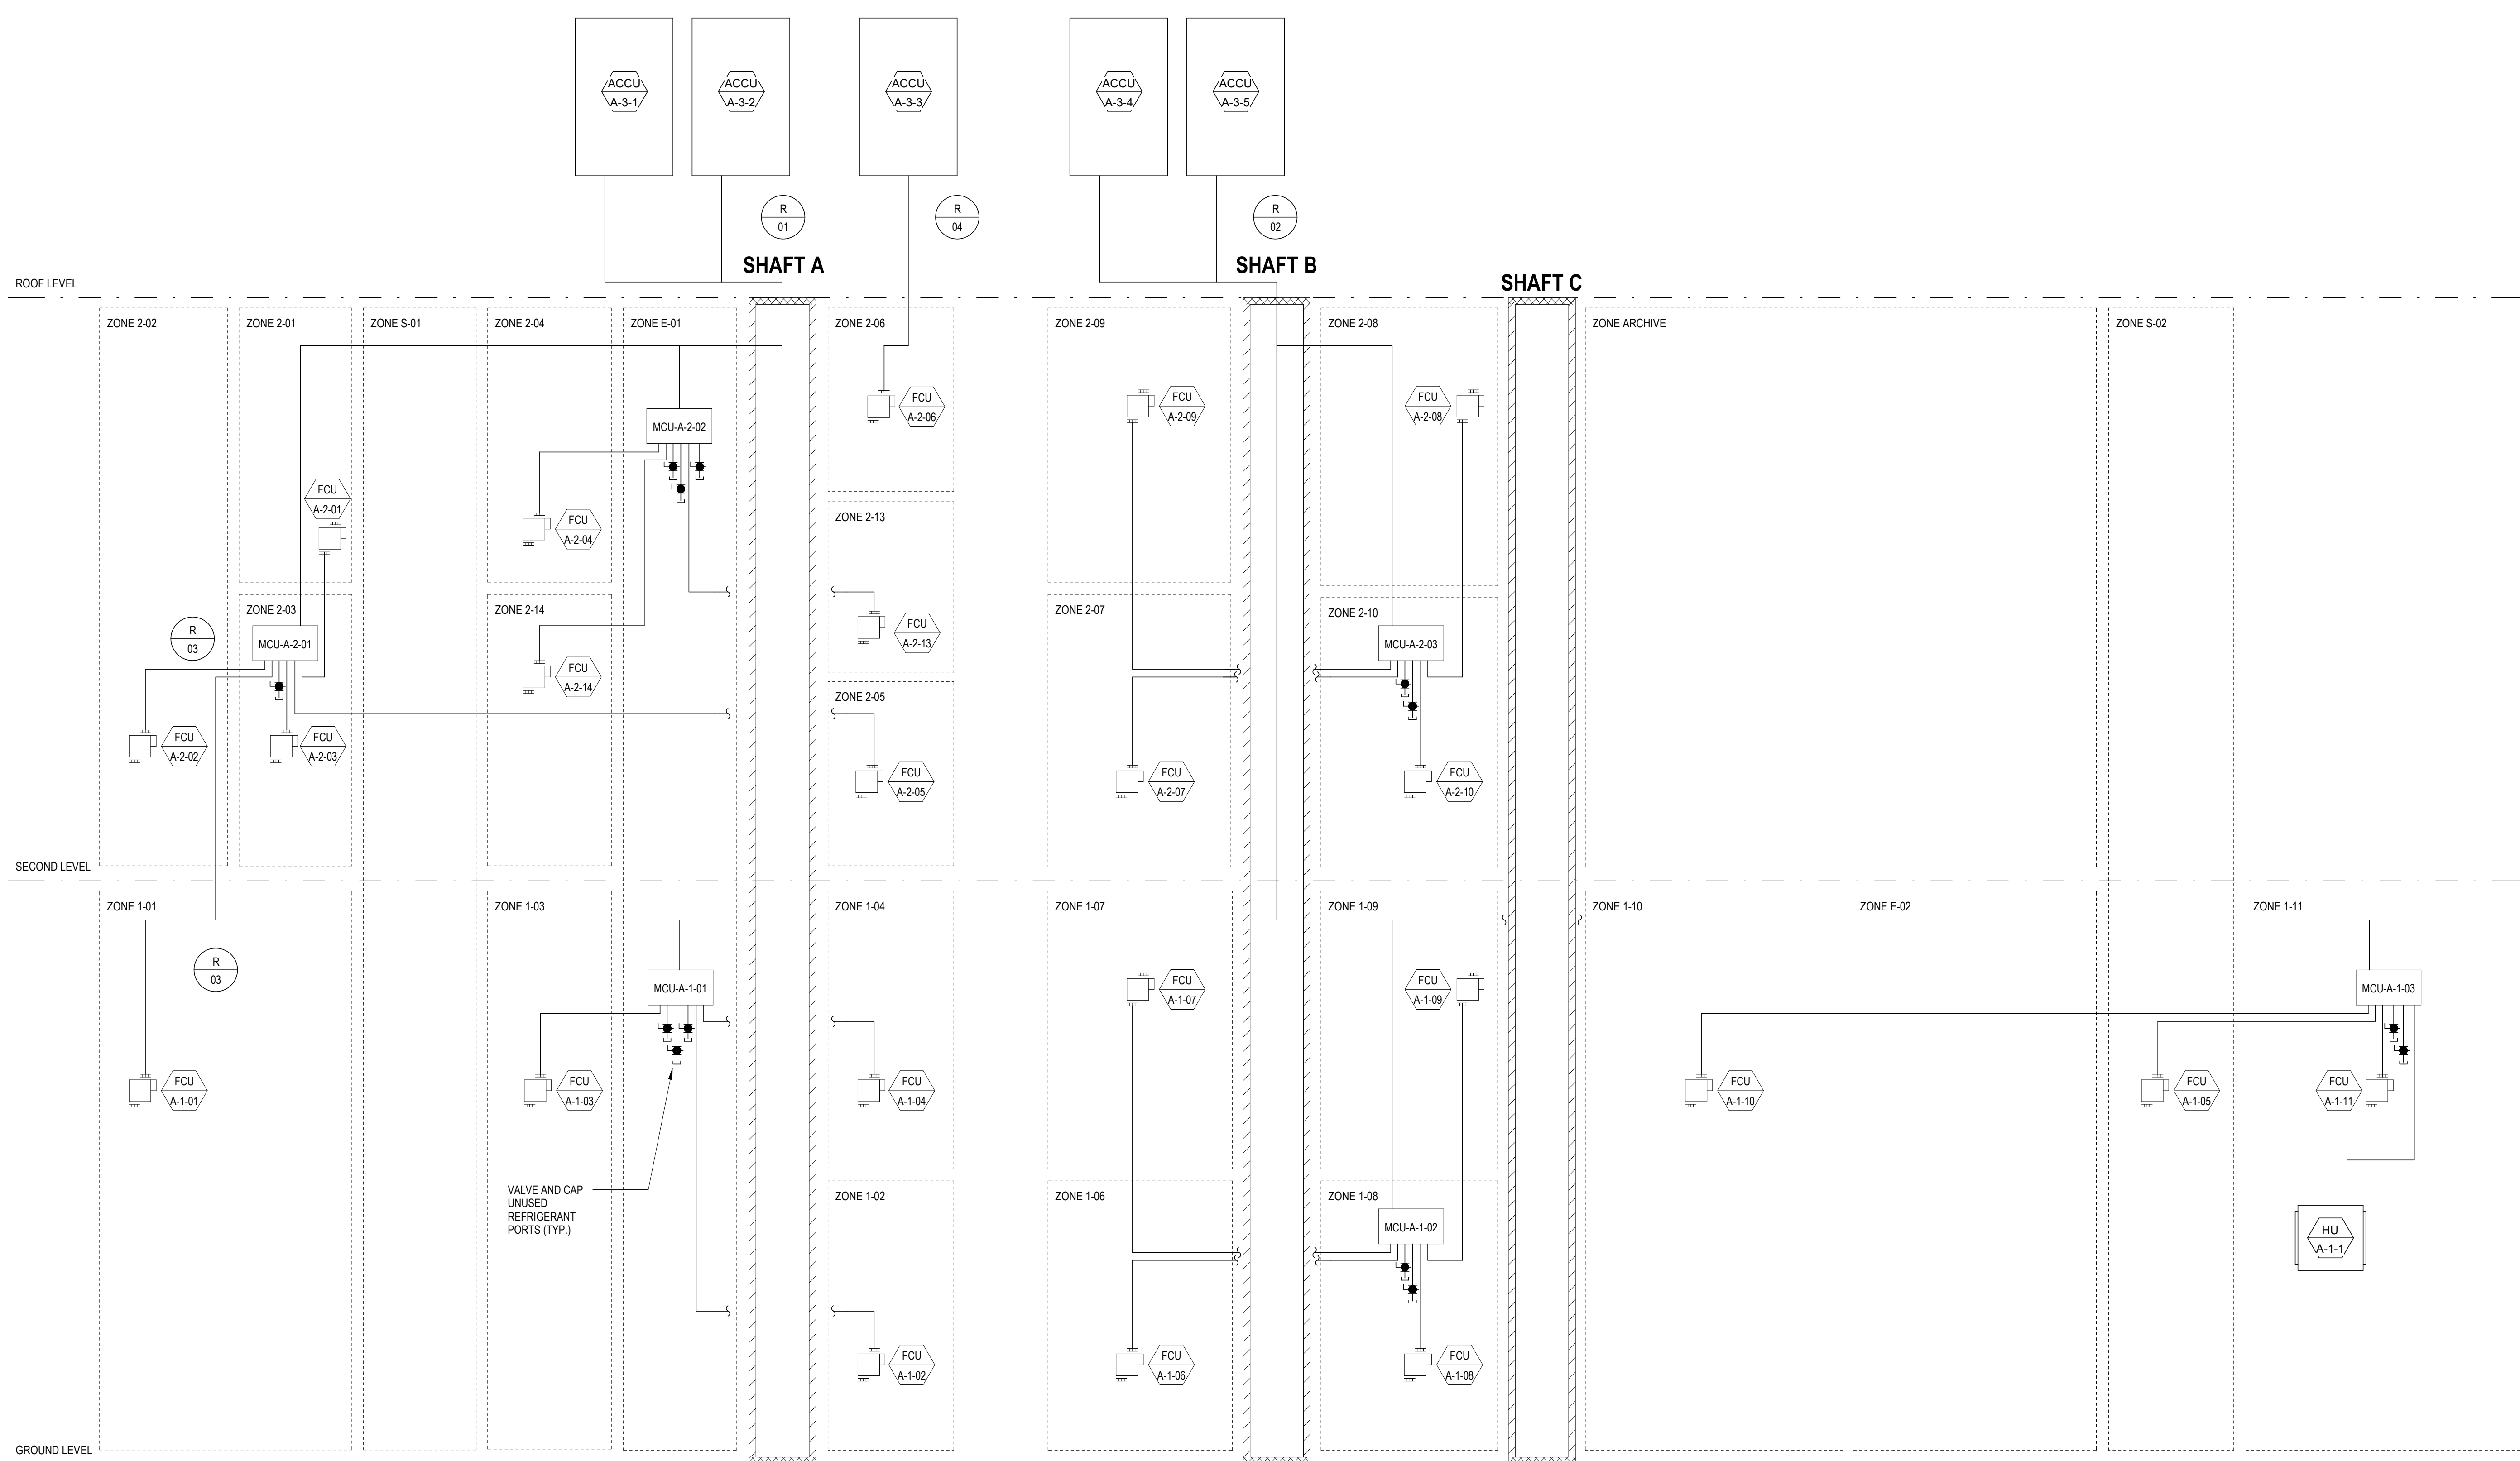 ACCU
A-3-1
ACCU
A-3-2
ACCU
A-3-3
ACCU
A-3-4
ACCU
A-3-5
R
01
R
04
R
02
SHAFT A
SHAFT B
SHAFT C
ROOF LEVEL
ZONE 2-02
ZONE 2-01
ZONE S-01
ZONE 2-04
ZONE E-01
ZONE 2-06
ZONE 2-09
ZONE 2-08
ZONE ARCHIVE
ZONE S-02
MCU-A-2-02
FCU
A-2-06
FCU
A-2-09
FCU
A-2-08
FCU
A-2-01
FCU
A-2-04
ZONE 2-13
ZONE 2-03
ZONE 2-14
ZONE 2-07
ZONE 2-10
R
03
MCU-A-2-01
FCU
A-2-13
MCU-A-2-03
FCU
A-2-14
ZONE 2-05
FCU
A-2-02
FCU
A-2-03
FCU
A-2-05
FCU
A-2-07
FCU
A-2-10
SECOND LEVEL
ZONE 1-01
ZONE 1-03
ZONE 1-04
ZONE 1-07
ZONE 1-09
ZONE 1-10
ZONE E-02
ZONE 1-11
R
03
MCU-A-1-01
FCU
A-1-07
FCU
A-1-09
MCU-A-1-03
FCU
A-1-01
FCU
A-1-03
FCU
A-1-04
FCU
A-1-10
FCU
A-1-05
FCU
A-1-11
VALVE AND CAP
UNUSED
REFRIGERANT
PORTS (TYP.)
ZONE 1-02
ZONE 1-06
ZONE 1-08
MCU-A-1-02
HU
A-1-1
FCU
A-1-02
FCU
A-1-06
FCU
A-1-08
GROUND LEVEL